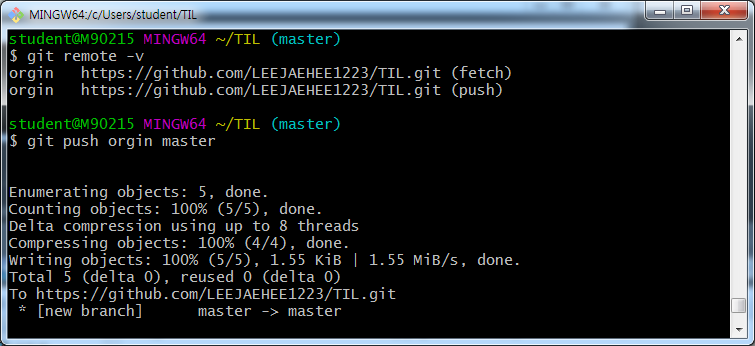 MINGW64:/c/Users/student/TIL
student@M90215 MINGW64 ~/TIL (master)
$ git remote -v
orgin   https://github.com/LEEJAEHEE1223/TIL.git (fetch)
orgin   https://github.com/LEEJAEHEE1223/TIL.git (push)
student@M90215 MINGW64 ~/TIL (master)
$ git push orgin master
Enumerating objects: 5, done.
Counting objects: 100% (5/5), done.
Delta compression using up to 8 threads
Compressing objects: 100% (4/4), done.
Writing objects: 100% (5/5), 1.55 KiB | 1.55 MiB/s, done.
Total 5 (delta 0), reused 0 (delta 0)
To https://github.com/LEEJAEHEE1223/TIL.git
 * [new branch]      master -> master